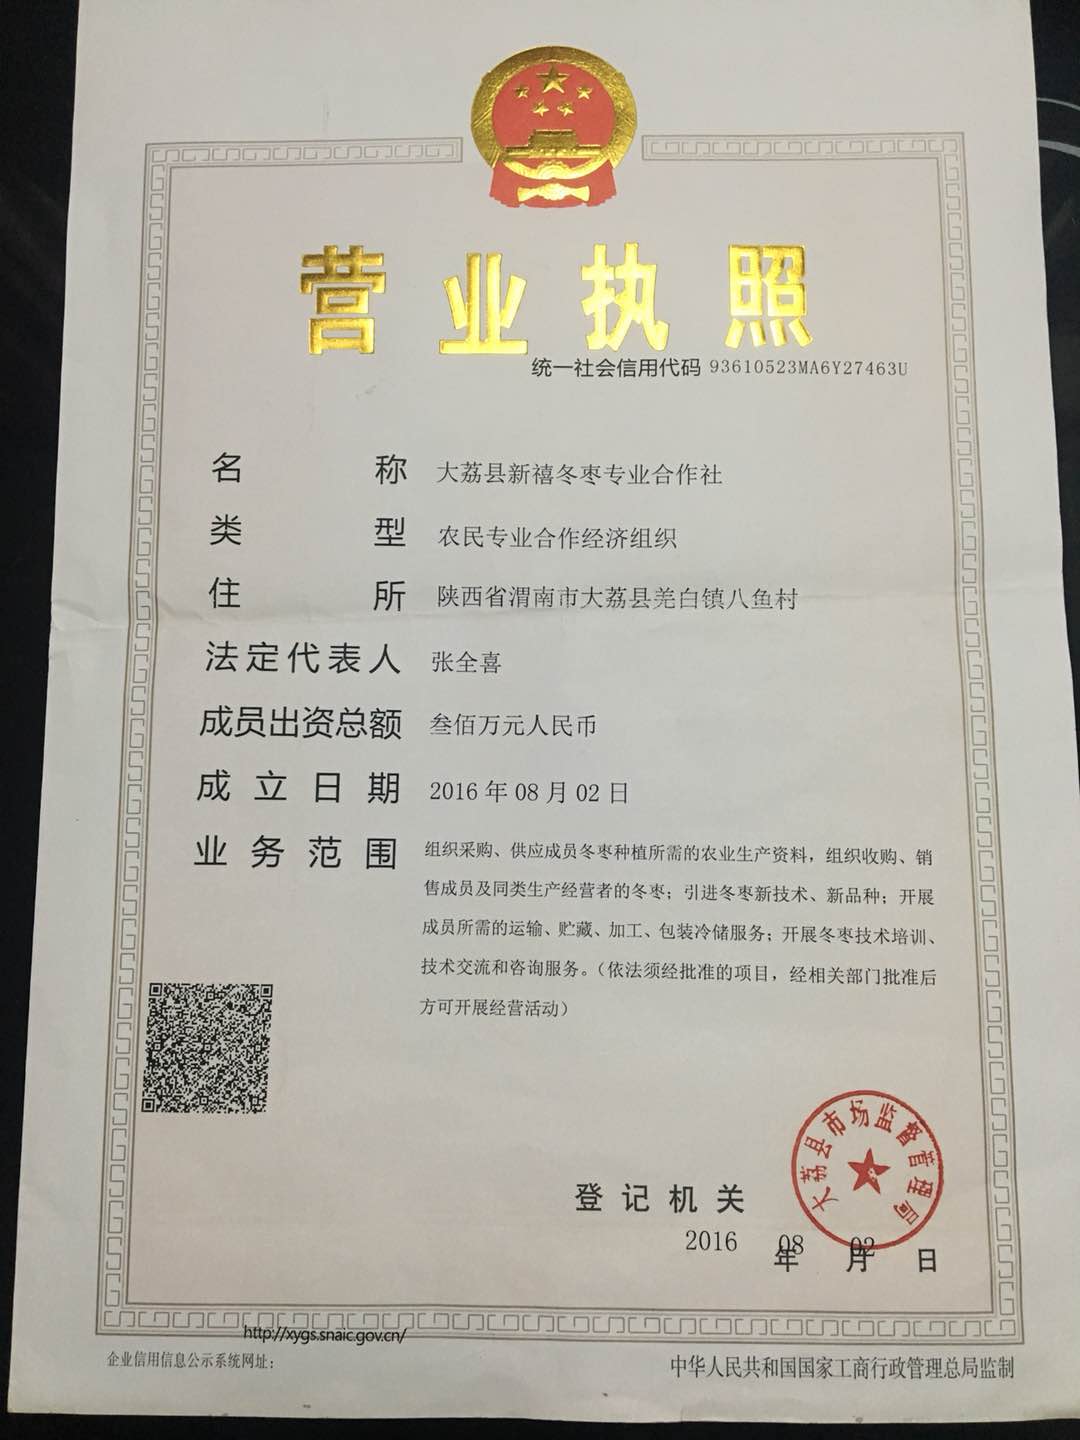 营业执照
统一社会信用代码 93610523MA6Y27463U
名称 大荔县新禧冬枣专业合作社
类型 农民专业合作经济组织
住所 陕西省渭南市大荔县羌白镇八鱼村
法定代表人 张全喜
成员出资总额 叁佰万元人民币
成立日期 2016年08月02日
业务范围 组织采购、供应成员冬枣种植所需的农业生产资料，组织收购、销
售成员及同类生产经营者的冬枣；引进冬枣新技术、新品种；开展
成员所需的运输、贮藏、加工、包装冷储服务；开展冬枣技术培训、
技术交流和咨询服务。（依法须经批准的项目，经相关部门批准后
方可开展经营活动）
大荔县市场监督管理局
登记机关
2016年08月02日
http://xygs.snaic.gov.cn/
企业信用信息公示系统网址：
中华人民共和国国家工商行政管理总局监制